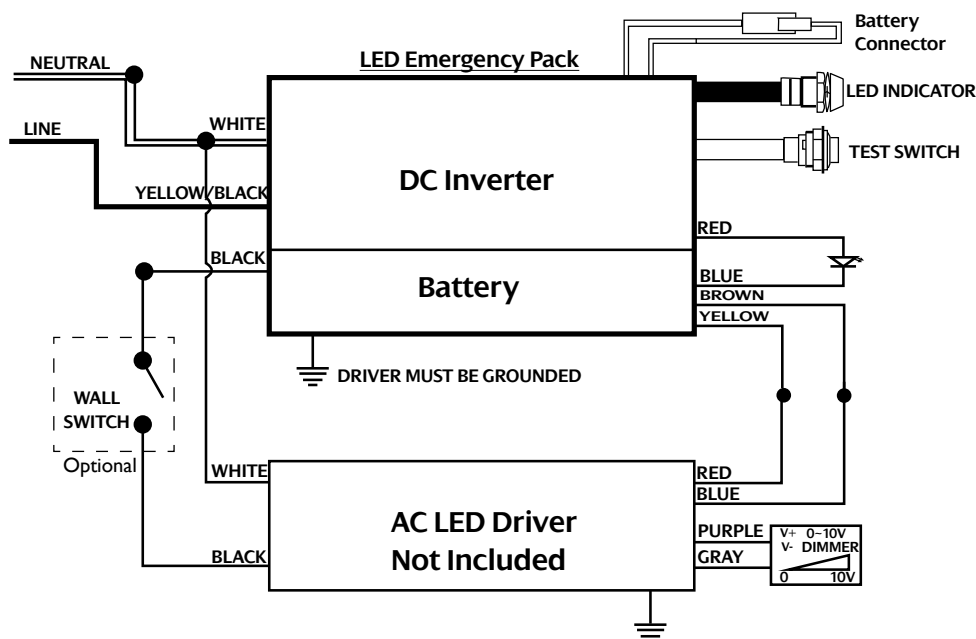 Battery
Connector
LED Emergency Pack
NEUTRAL
LED INDICATOR
LINE
WHITE
TEST SWITCH
DC Inverter
YELLOW/BLACK
RED
BLACK
BLUE
Battery
BROWN
YELLOW
DRIVER MUST BE GROUNDED
WALL
SWITCH
Optional
WHITE
RED
BLUE
AC LED Driver
Not Included
BLACK
PURPLE
GRAY
V+ 0~10V
V- DIMMER
0 10V